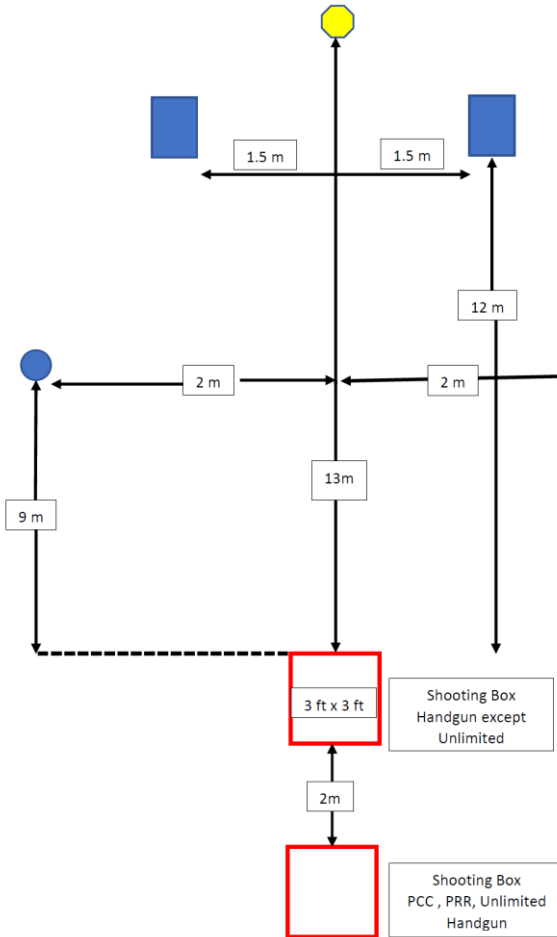 1.5 m
1.5 m
12 m
2 m
2 m
13m
9 m
3 ft x 3 ft
Shooting Box
Handgun except
Unlimited
2m
Shooting Box
PCC , PRR, Unlimited
Handgun